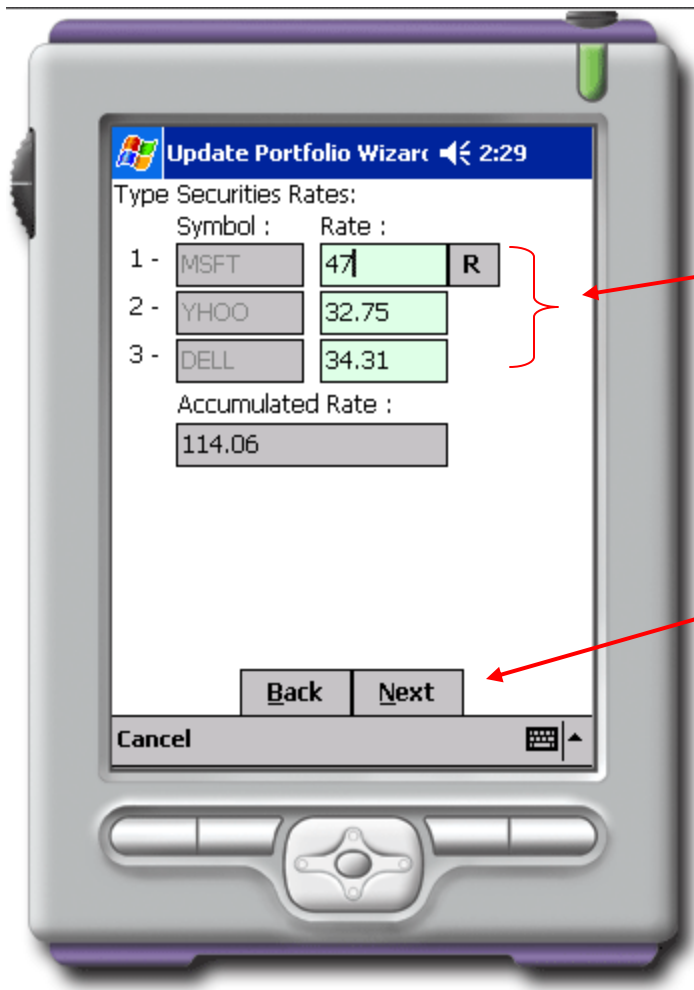 Update Portfolio Wizarc 2:29
Type Securities Rates:
Symbol : Rate :
1 - MSFT 47 R
2 - YHOO 32.75
3 - DELL 34.31
Accumulated Rate :
114.06
Back Next
Cancel